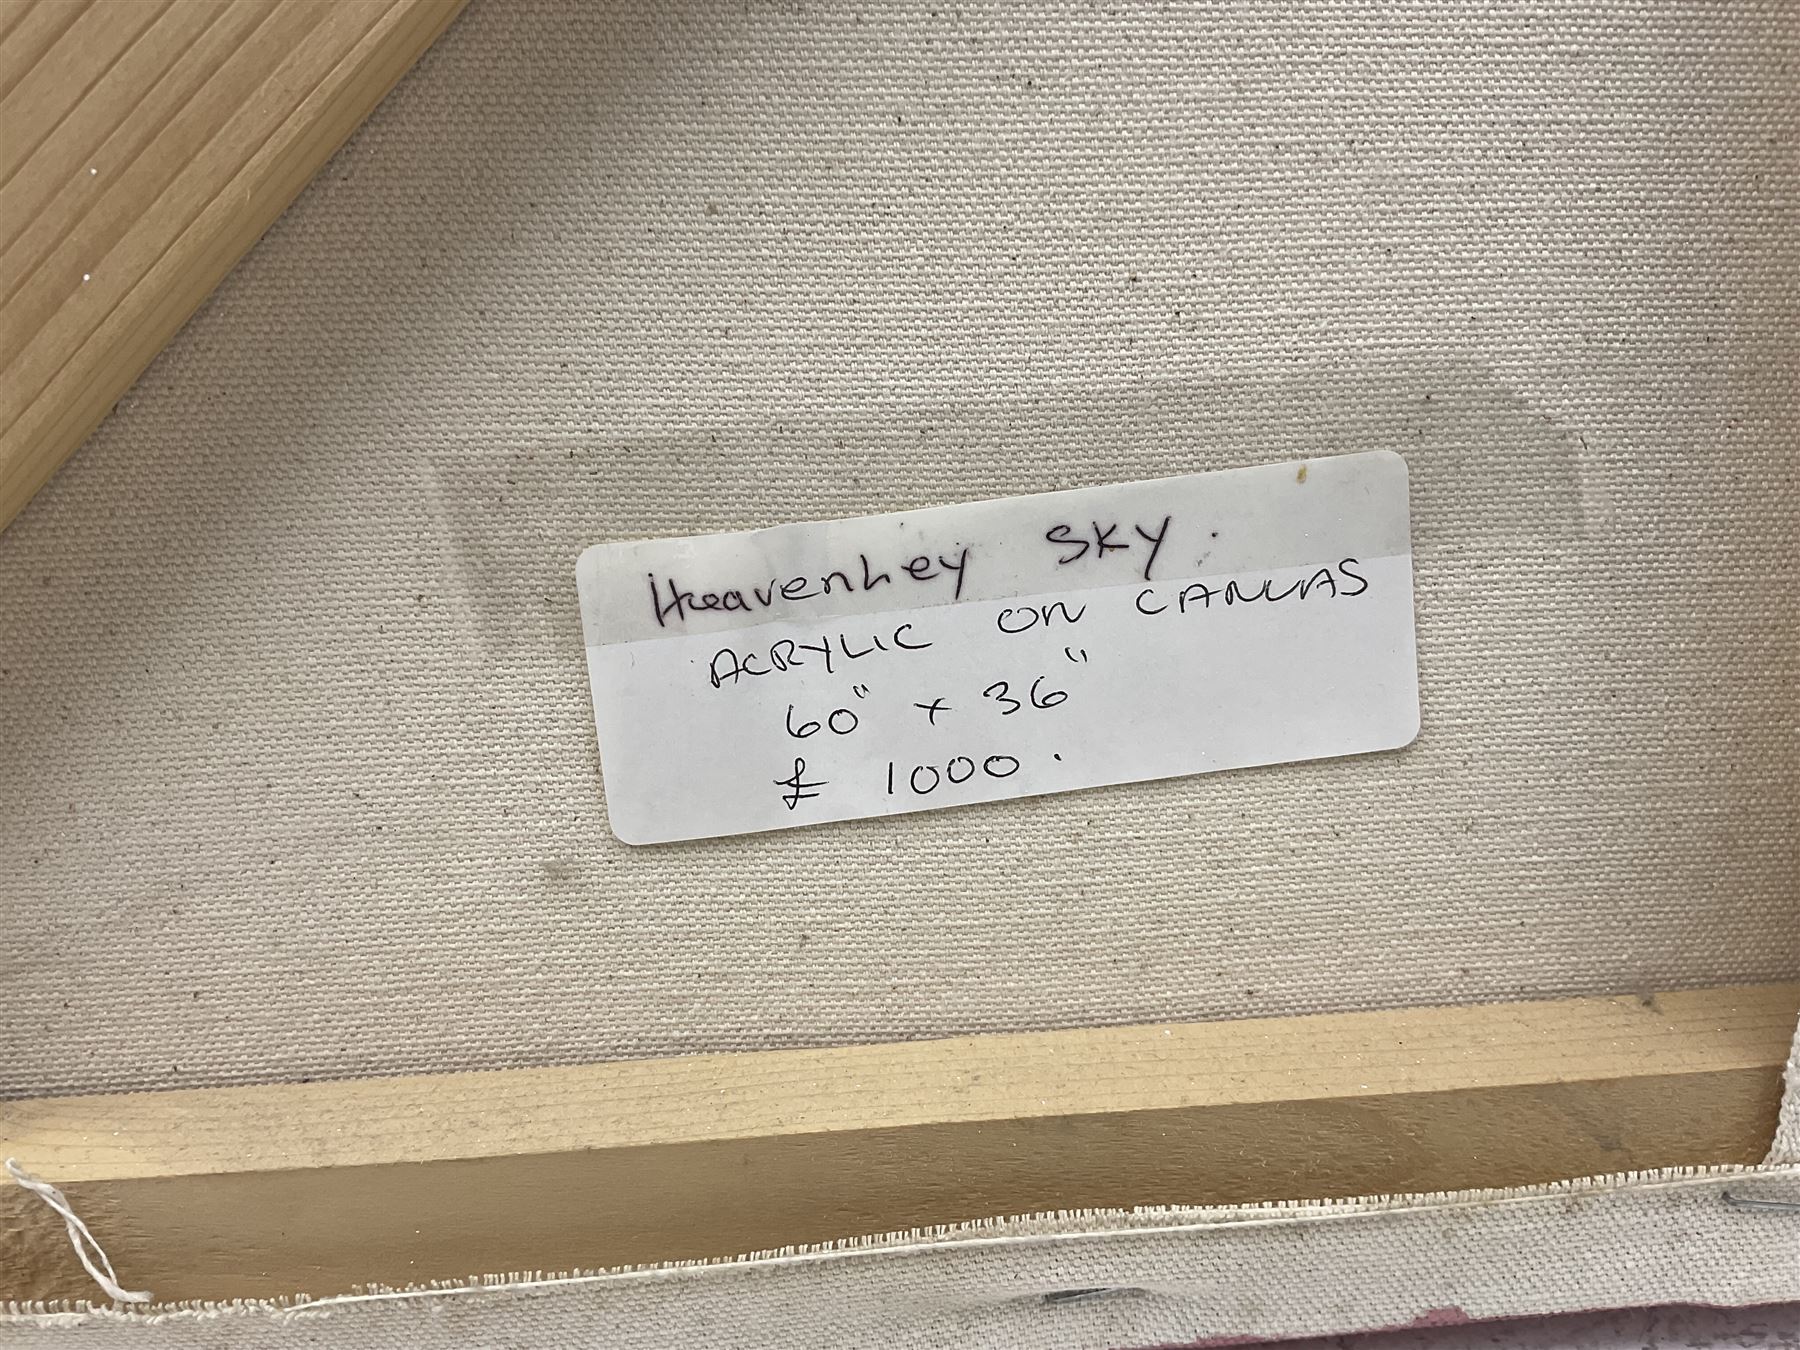 Heavenley SKY.
ACRYLIC ON CANVAS
60" x 36"
£ 1000.